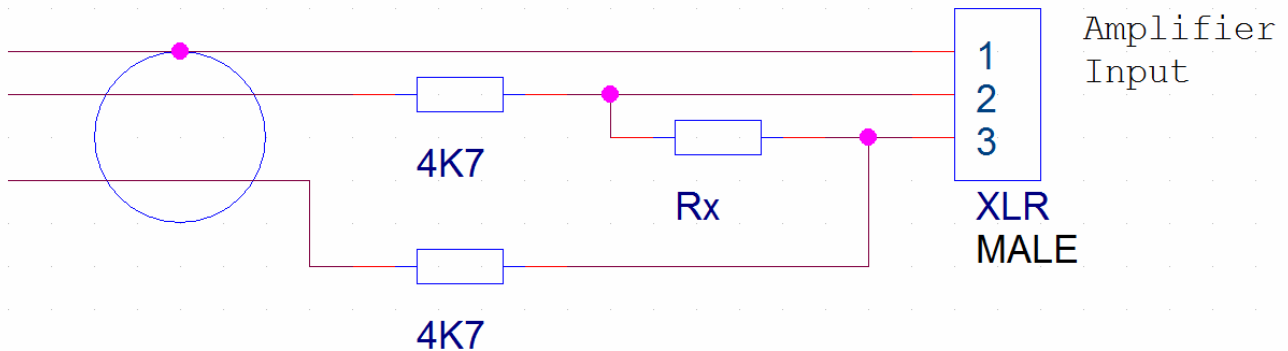 Amplifier
Input
1
2
3
4K7
Rx
XLR
MALE
4K7